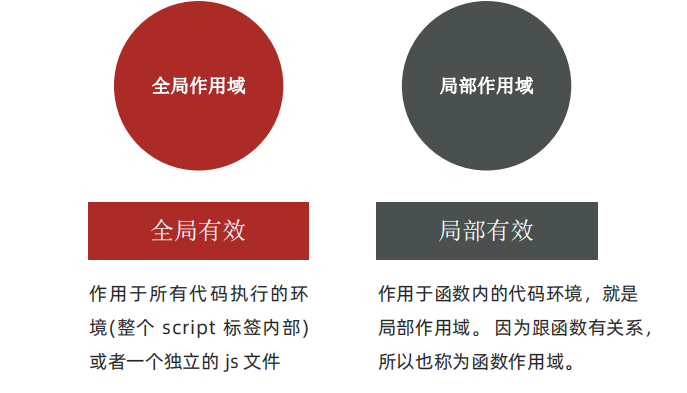 全局作用域
局部作用域
全局有效
局部有效
作用于所有代码执行的环
境(整个 script 标签内部)
或者一个独立的 js 文件
作用于函数内的代码环境，就是
局部作用域。 因为跟函数有关系，
所以也称为函数作用域。